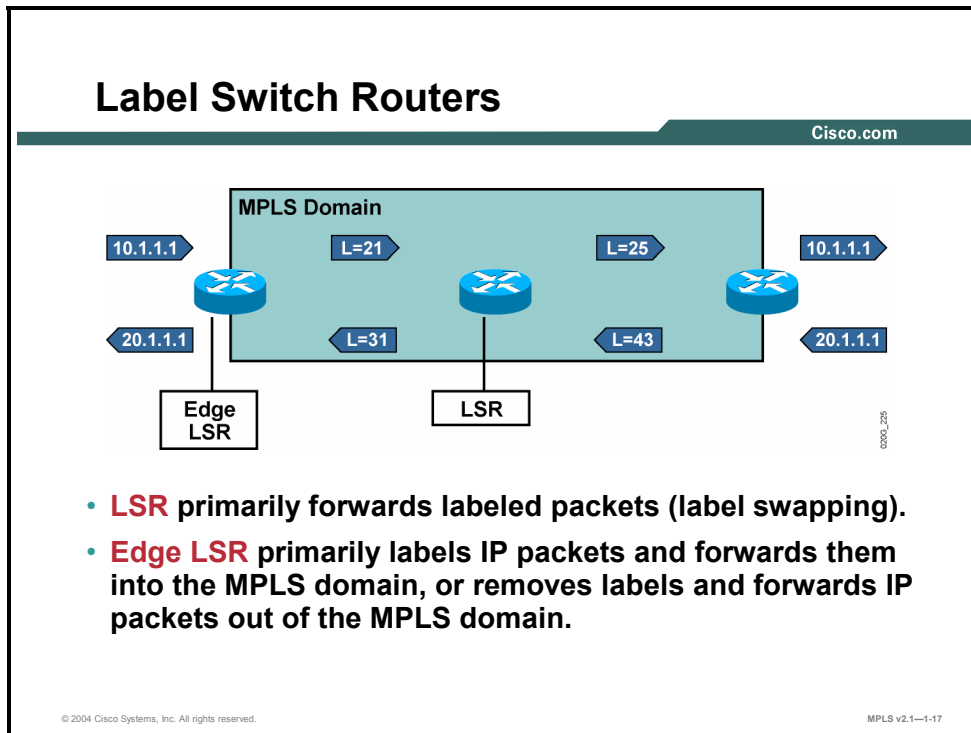 Label Switch Routers
Cisco.com
MPLS Domain
10.1.1.1
L=21
L=25
10.1.1.1
20.1.1.1
L=31
L=43
20.1.1.1
Edge
LSR
LSR
020G_225
• LSR primarily forwards labeled packets (label swapping).
• Edge LSR primarily labels IP packets and forwards them
into the MPLS domain, or removes labels and forwards IP
packets out of the MPLS domain.
© 2004 Cisco Systems, Inc. All rights reserved.
MPLS v2.1—1-17